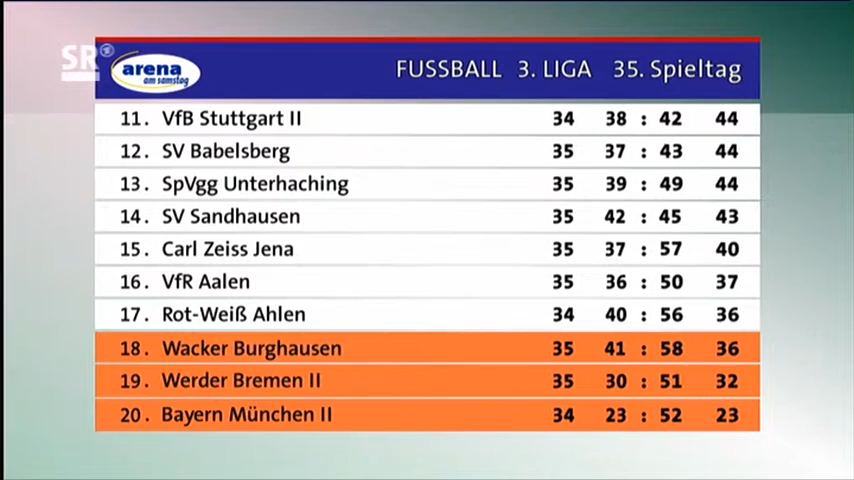 SR
arena
am samstag
FUSSBALL 3. LIGA 35. Spieltag
11. VfB Stuttgart II 34 38 : 42 44
12. SV Babelsberg 35 37 : 43 44
13. SpVgg Unterhaching 35 39 : 49 44
14. SV Sandhausen 35 42 : 45 43
15. Carl Zeiss Jena 35 37 : 57 40
16. VfR Aalen 35 36 : 50 37
17. Rot-Weiß Ahlen 34 40 : 56 36
18. Wacker Burghausen 35 41 : 58 36
19. Werder Bremen II 35 30 : 51 32
20. Bayern München II 34 23 : 52 23